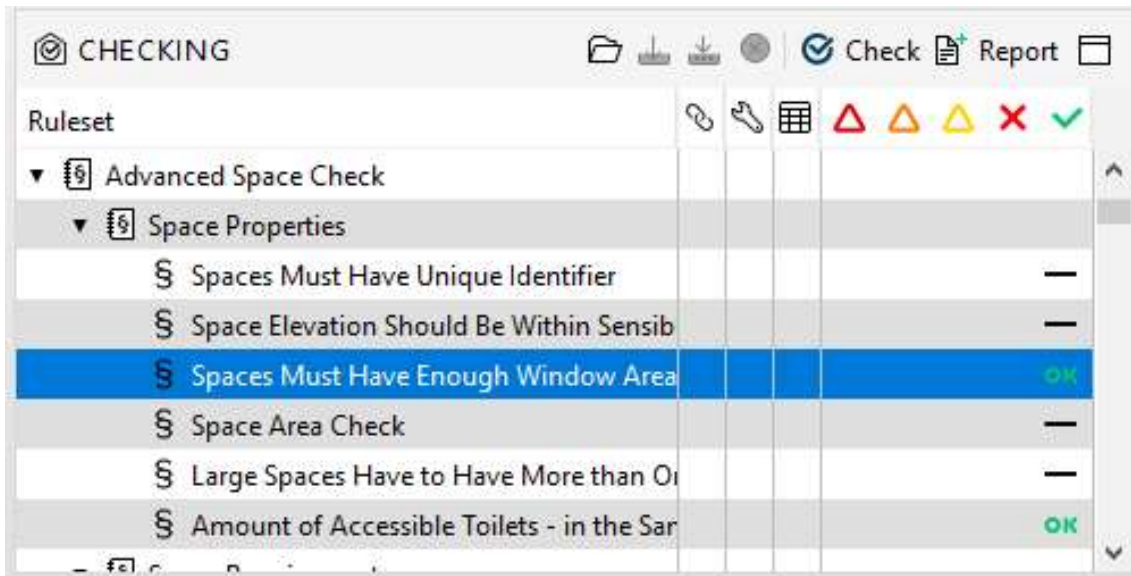 CHECKING Check Report
Ruleset
§ Advanced Space Check
§ Space Properties
§ Spaces Must Have Unique Identifier
§ Space Elevation Should Be Within Sensib
§ Spaces Must Have Enough Window Area OK
§ Space Area Check
§ Large Spaces Have to Have More than
§ Amount of Accessible Toilets - in the OK